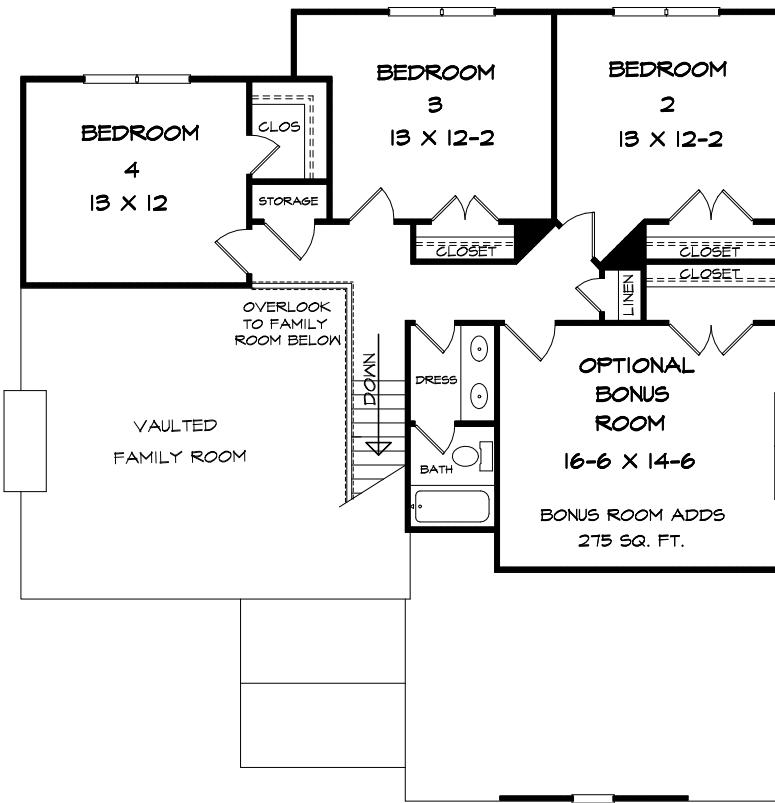 BEDROOM
4
13 X 12
CLOS
STORAGE
BEDROOM
3
13 X 12-2
CLOSET
BEDROOM
2
13 X 12-2
CLOSET
CLOSET
LINEN
OVERLOOK
TO FAMILY
ROOM BELOW
DOWN
DRESS
BATH
VAULTED
FAMILY ROOM
OPTIONAL
BONUS
ROOM
16-6 X 14-6
BONUS ROOM ADDS
275 SQ. FT.